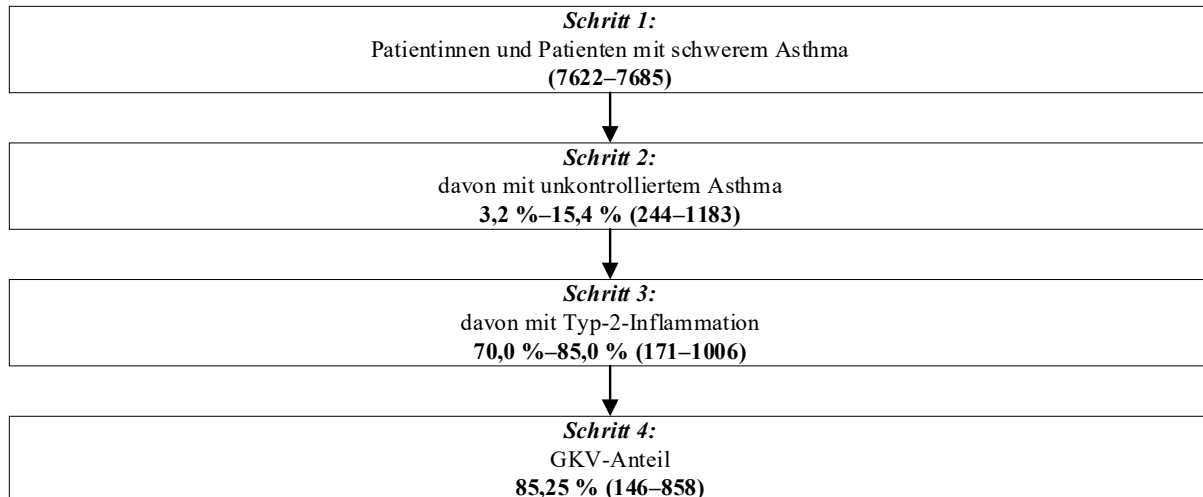 Schritt 1:
Patientinnen und Patienten mit schwerem Asthma
(7622–7685)
Schritt 2:
davon mit unkontrolliertem Asthma
3,2 %–15,4 % (244–1183)
Schritt 3:
davon mit Typ-2-Inflammation
70,0 %–85,0 % (171–1006)
Schritt 4:
GKV-Anteil
85,25 % (146–858)